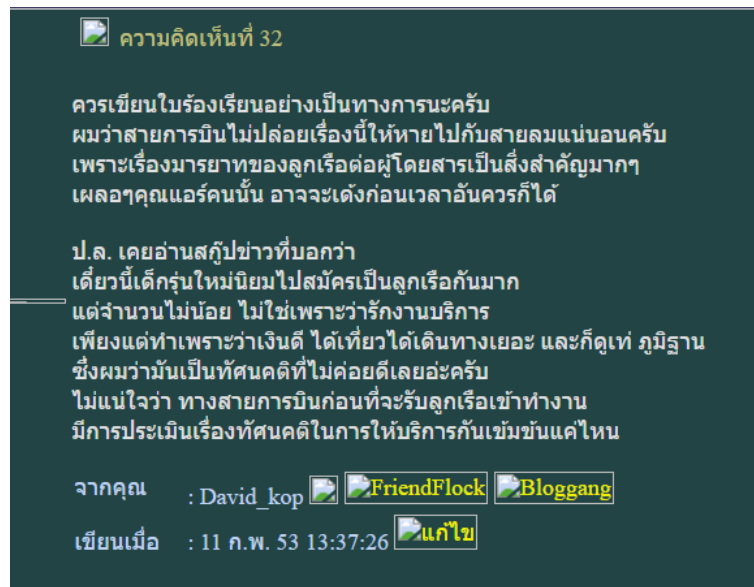 ความคิดเห็นที่ 32
ควรเขียนใบร้องเรียนอย่างเป็นทางการนะครับ
ผมว่าสายการบินไม่ปล่อยเรื่องนี้ให้หายไปกับสายลมแน่นอนครับ
เพราะเรื่องมารยาทของลูกเรือต่อผู้โดยสารเป็นสิ่งสำคัญมากๆ
เผลอๆคุณแอร์คนนั้น อาจจะเด้งก่อนเวลาอันควรก็ได้
ป.ล. เคยอ่านสกู๊ปข่าวที่บอกว่า
เดี๋ยวนี้เด็กรุ่นใหม่นิยมไปสมัครเป็นลูกเรือกันมาก
แต่จำนวนไม่น้อย ไม่ใช่เพราะว่ารักงานบริการ
เพียงแต่ทำเพราะว่าเงินดี ได้เที่ยวได้เดินทางเยอะ และก็ดูเท่ ภูมิฐาน
ซึ่งผมว่ามันเป็นทัศนคติที่ไม่ค่อยดีเลยอ่ะครับ
ไม่แน่ใจว่า ทางสายการบินก่อนที่จะรับลูกเรือเข้าทำงาน
มีการประเมินเรื่องทัศนคติในการให้บริการกันเข้มข้นแค่ไหน
จากคุณ : David_kop FriendFlock Bloggang
เขียนเมื่อ : 11 ก.พ. 53 13:37:26 แก้ไข